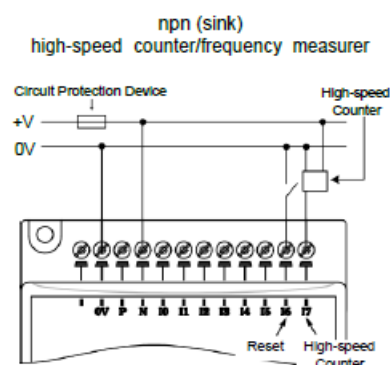 npn (sink)
high-speed counter/frequency measurer
Circuit Protection Device
High-speed
Counter
+V
0V
0V P N I0 I1 I2 I3 I4 I5 I6 I7
Reset
High-speed
Counter